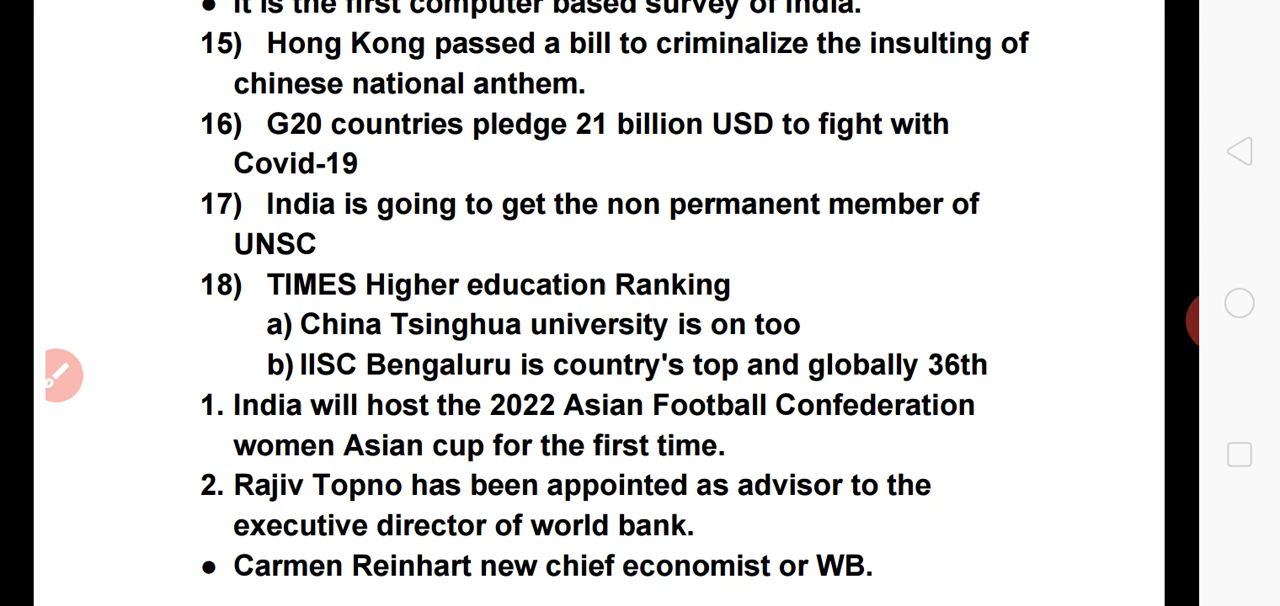 • It is the first computer based survey of India.
15) Hong Kong passed a bill to criminalize the insulting of
chinese national anthem.
16) G20 countries pledge 21 billion USD to fight with
Covid-19
17) India is going to get the non permanent member of
UNSC
18) TIMES Higher education Ranking
a) China Tsinghua university is on too
b) IISC Bengaluru is country's top and globally 36th
1. India will host the 2022 Asian Football Confederation
women Asian cup for the first time.
2. Rajiv Topno has been appointed as advisor to the
executive director of world bank.
• Carmen Reinhart new chief economist or WB.